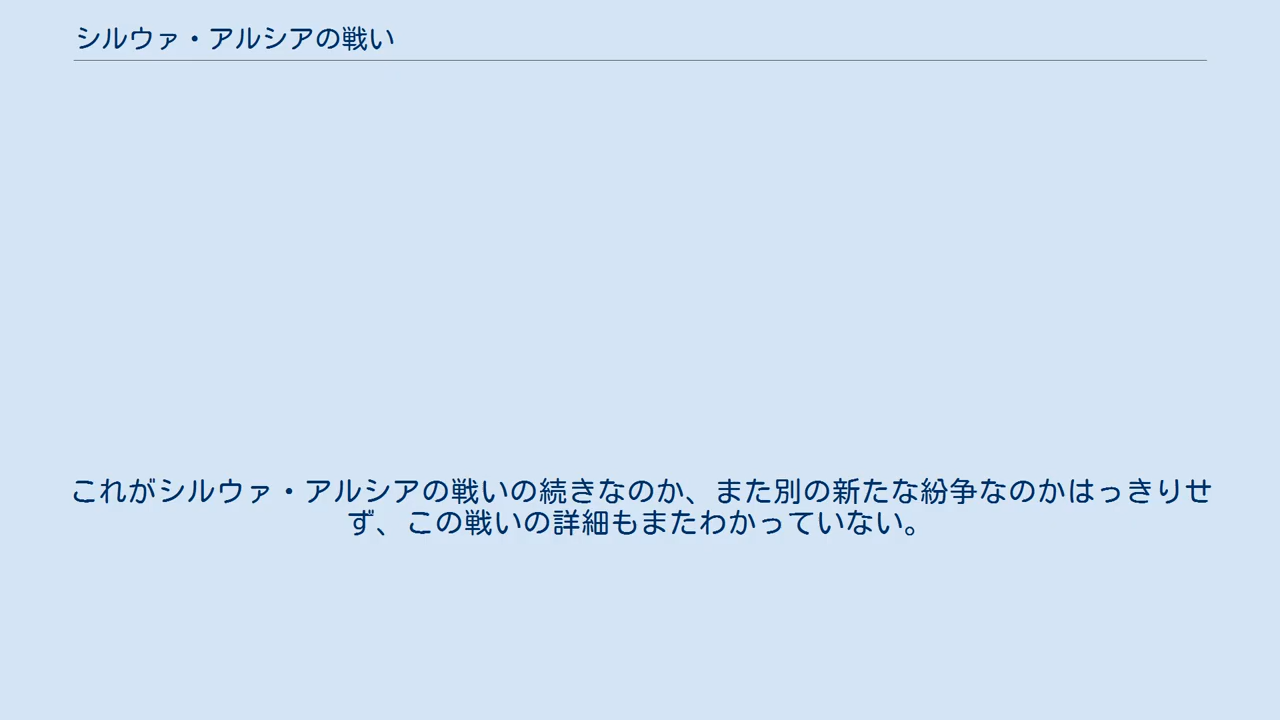 シルウァ・アルシアの戦い
これがシルウァ・アルシアの戦いの続きなのか、また別の新たな紛争なのかはっきりせ
ず、この戦いの詳細もまたわかっていない。